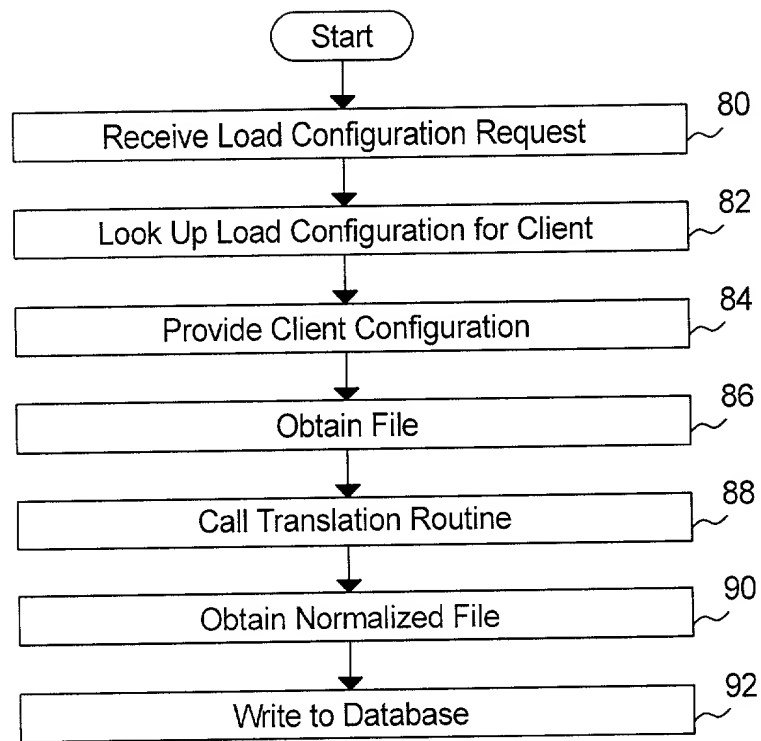 Start
80
Receive Load Configuration Request
82
Look Up Load Configuration for Client
84
Provide Client Configuration
86
Obtain File
88
Call Translation Routine
90
Obtain Normalized File
92
Write to Database